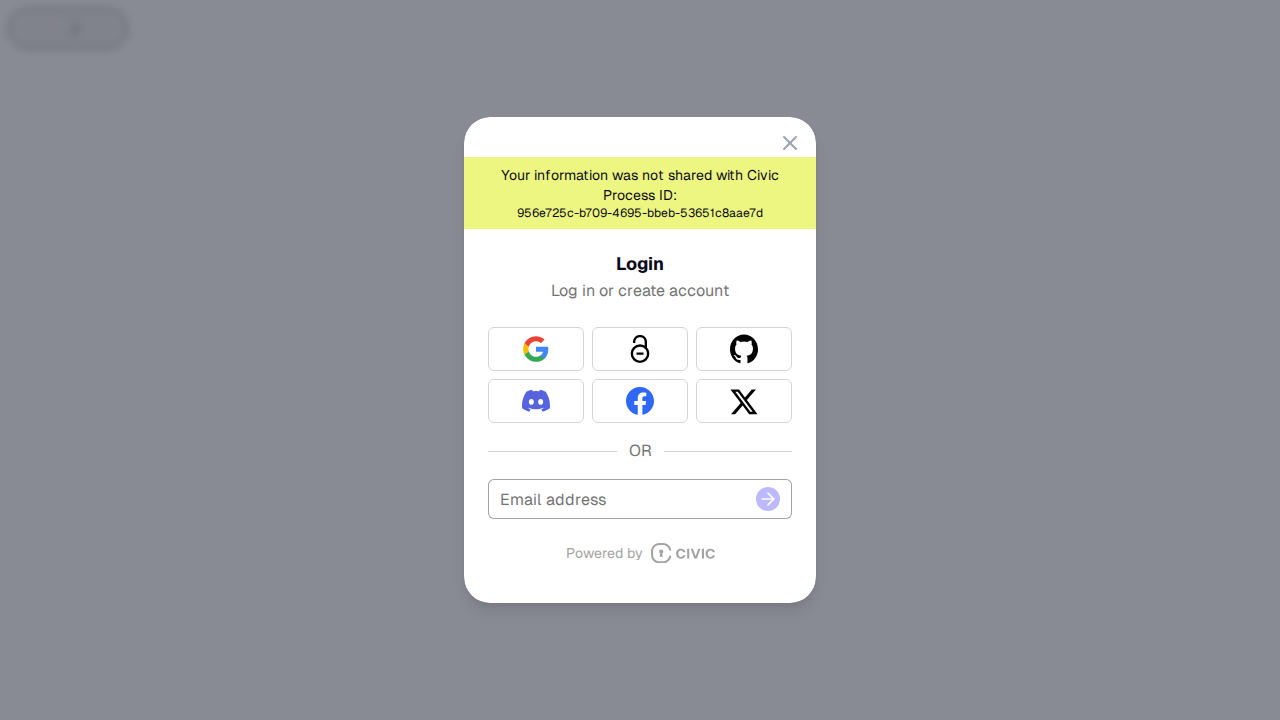 Your information was not shared with Civic
Process ID:
956e725c-b709-4695-bbeb-53651c8aae7d
Login
Log in or create account
OR
Email address
Powered by CIVIC